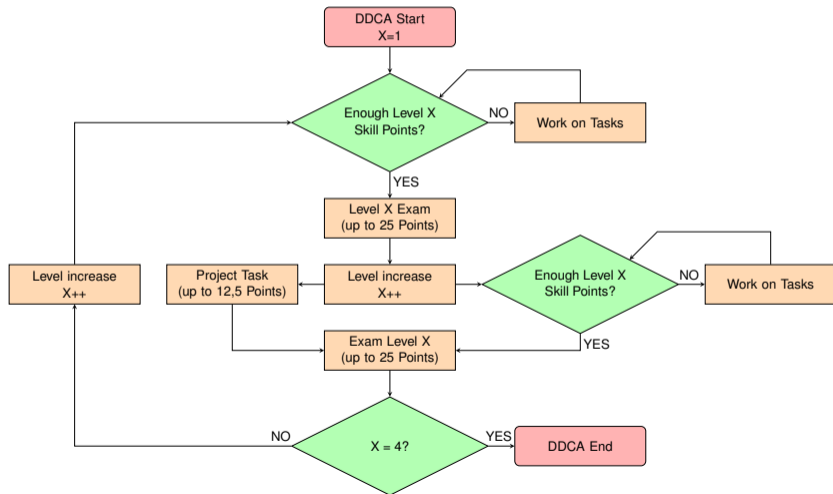 DDCA Start
X=1
Enough Level X
Skill Points?
NO
Work on Tasks
YES
Level X Exam
(up to 25 Points)
Level increase
X++
Project Task
(up to 12,5 Points)
Level increase
X++
Enough Level X
Skill Points?
NO
Work on Tasks
YES
Exam Level X
(up to 25 Points)
NO
X = 4?
YES
DDCA End